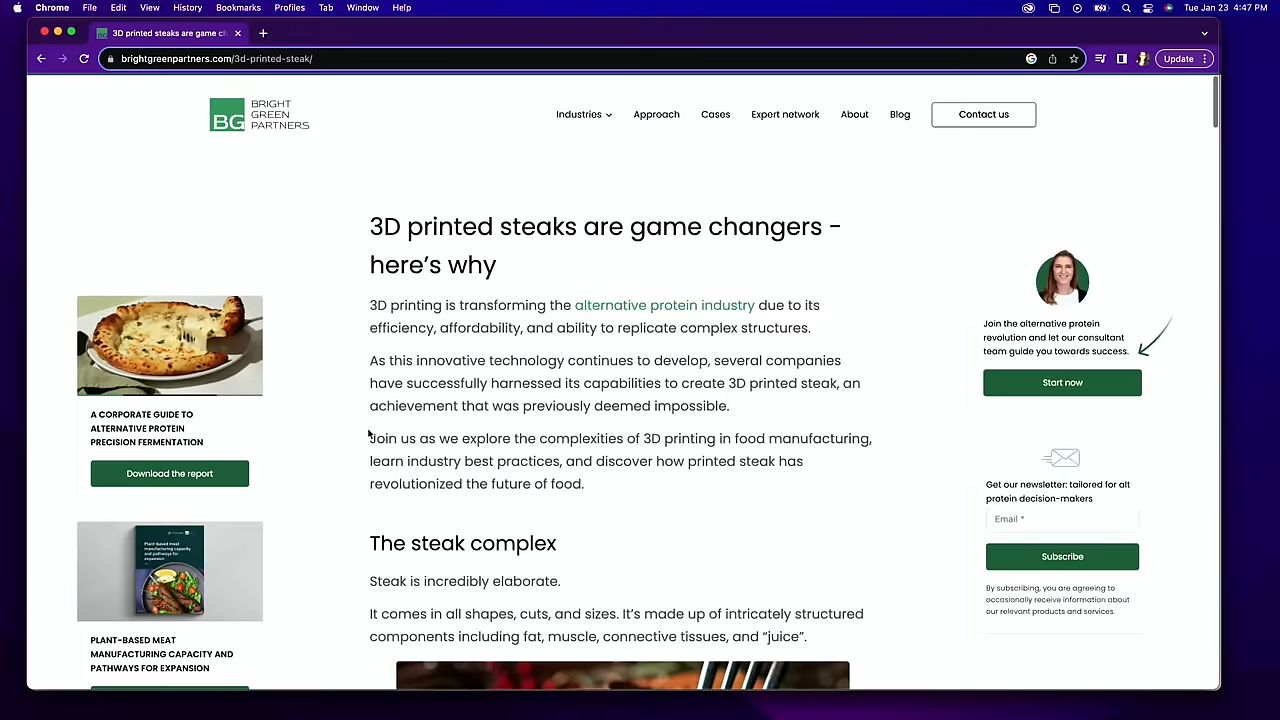 Chrome File Edit View History Bookmarks Profiles Tab Window Help Tue Jan 23 4:47 PM
3D printed steaks are game ch
brightgreenpartners.com/3d-printed-steak/ Update
BRIGHT
GREEN
PARTNERS
BG
Industries Approach Cases Expert network About Blog Contact us
3D printed steaks are game changers -
here's why
3D printing is transforming the alternative protein industry due to its
efficiency, affordability, and ability to replicate complex structures.
As this innovative technology continues to develop, several companies
have successfully harnessed its capabilities to create 3D printed steak, an
achievement that was previously deemed impossible.
Join us as we explore the complexities of 3D printing in food manufacturing,
learn industry best practices, and discover how printed steak has
revolutionized the future of food.
The steak complex
Steak is incredibly elaborate.
It comes in all shapes, cuts, and sizes. It's made up of intricately structured
components including fat, muscle, connective tissues, and "juice".
A CORPORATE GUIDE TO
ALTERNATIVE PROTEIN
PRECISION FERMENTATION
Download the report
Plant-based meat
manufacturing capacity
and pathways for
expansion
PLANT-BASED MEAT
MANUFACTURING CAPACITY AND
PATHWAYS FOR EXPANSION
Join the alternative protein
revolution and let our consultant
team guide you towards success.
Start now
Get our newsletter: tailored for alt
protein decision-makers
Email *
Subscribe
By subscribing, you are agreeing to
occasionally receive information about
our relevant products and services.